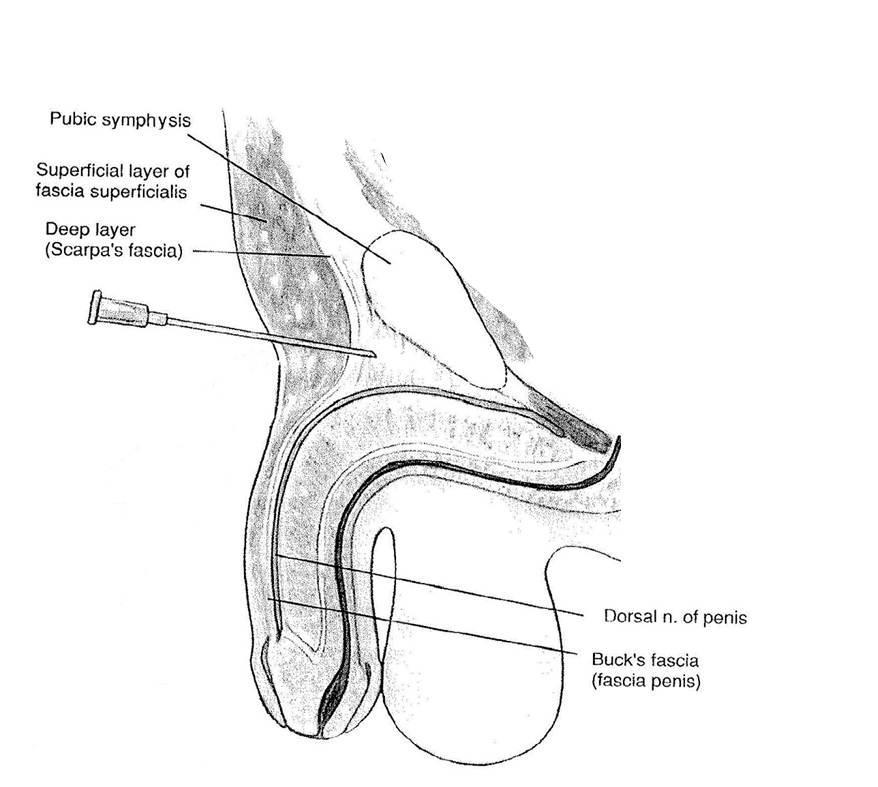 Pubic symphysis
Superficial layer of
fascia superficialis
Deep layer
(Scarpa's fascia)
Dorsal n. of penis
Buck's fascia
(fascia penis)